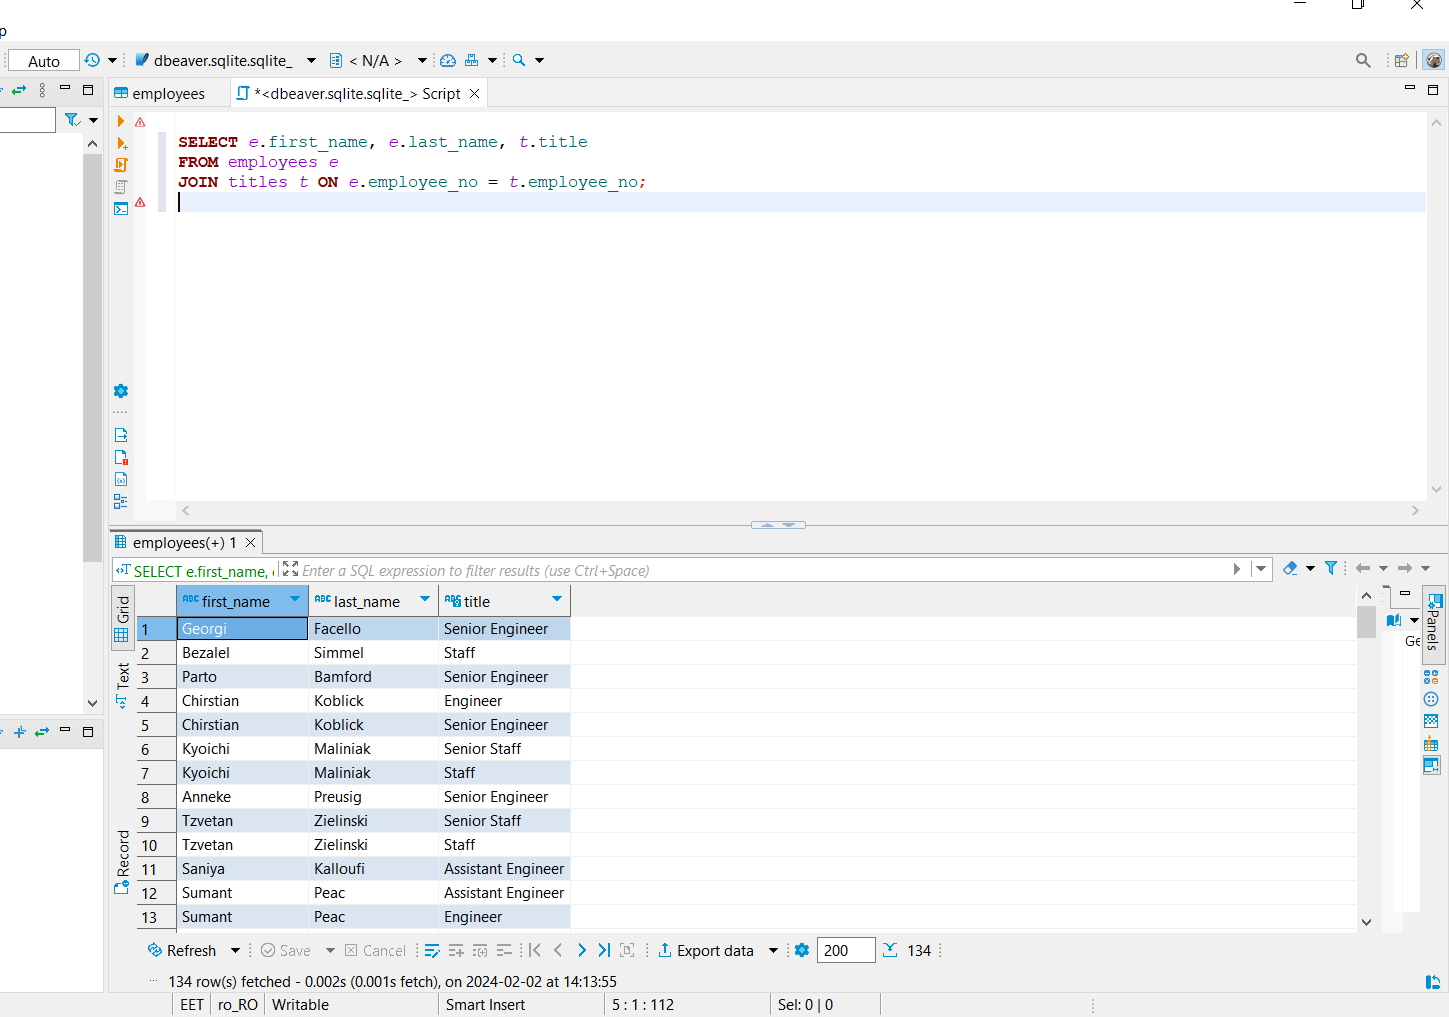 p
Auto
dbeaver.sqlite.sqlite_
< N/A >
employees
*<dbeaver.sqlite.sqlite_> Script
SELECT e.first_name, e.last_name, t.title
FROM employees e
JOIN titles t ON e.employee_no = t.employee_no;
employees(+) 1
SELECT e.first_name,
Enter a SQL expression to filter results (use Ctrl+Space)
Grid
Text
Record
ABC first_name ABC last_name ABC title
1 Georgi Facello Senior Engineer
2 Bezalel Simmel Staff
3 Parto Bamford Senior Engineer
4 Chirstian Koblick Engineer
5 Chirstian Koblick Senior Engineer
6 Kyoichi Maliniak Senior Staff
7 Kyoichi Maliniak Staff
8 Anneke Preusig Senior Engineer
9 Tzvetan Zielinski Senior Staff
10 Tzvetan Zielinski Staff
11 Saniya Kalloufi Assistant Engineer
12 Sumant Peac Assistant Engineer
13 Sumant Peac Engineer
Panels
Ge
Refresh Save Cancel Export data 200 134
134 row(s) fetched - 0.002s (0.001s fetch), on 2024-02-02 at 14:13:55
EET ro_RO Writable Smart Insert 5 : 1 : 112 Sel: 0 | 0